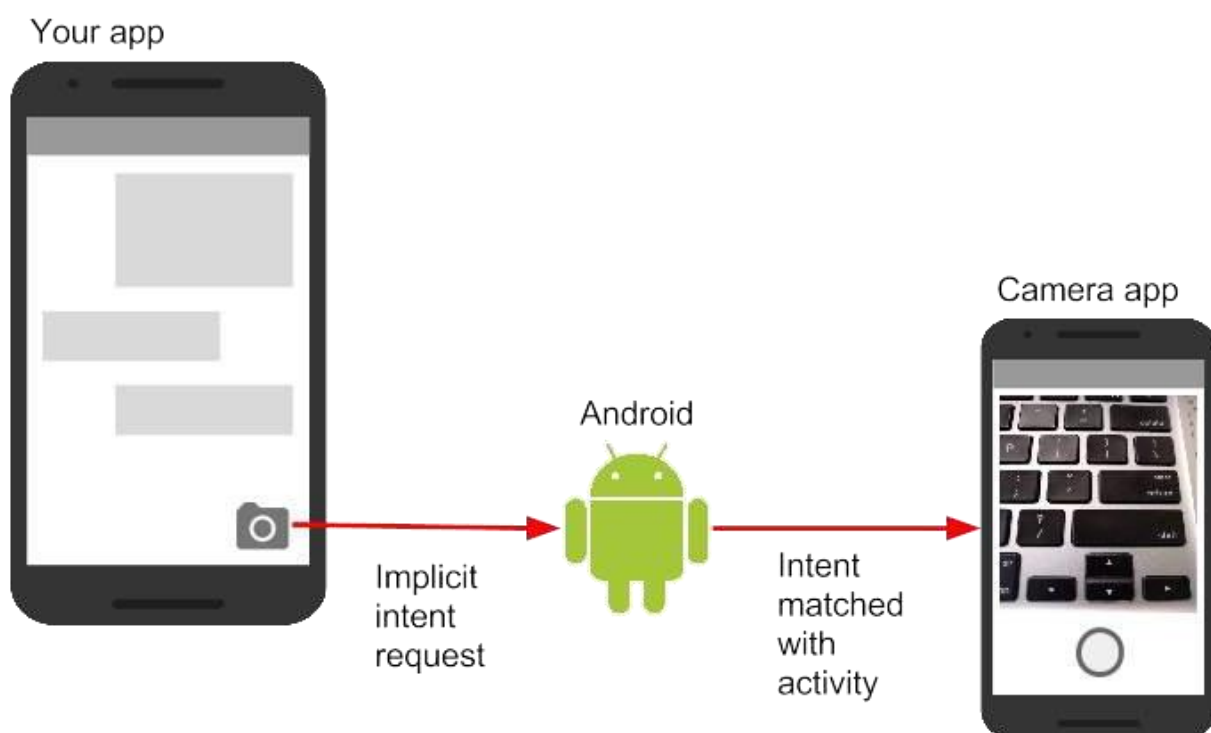 Your app
Camera app
Android
Implicit
intent
request
Intent
matched
with
activity